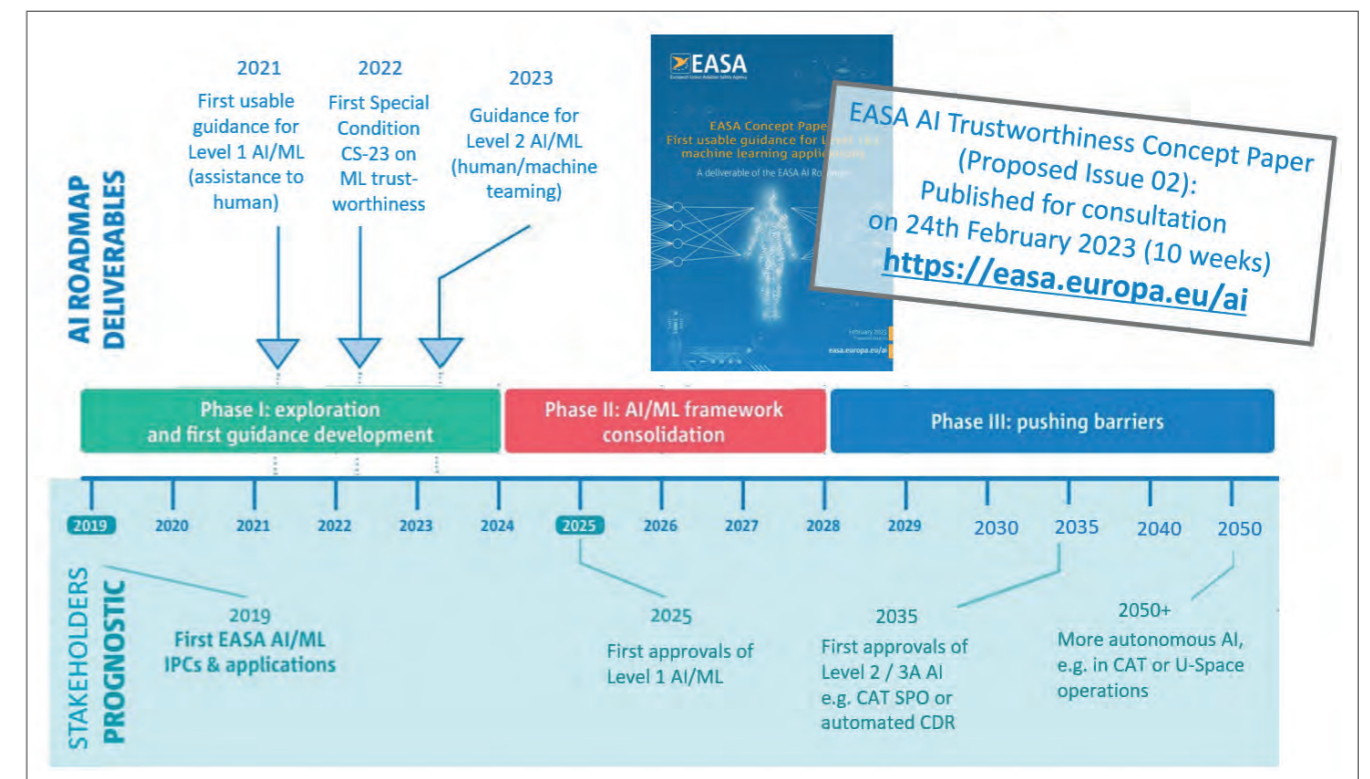 AI ROADMAP
DELIVERABLES
2021
First usable
guidance for
Level 1 AI/ML
(assistance to
human)
2022
First Special
Condition
CS-23 on
ML trust-
worthiness
2023
Guidance for
Level 2 AI/ML
(human/machine
teaming)
EASA
EASA Concept Paper
First usable guidance for
machine learning
A deliverable of the EASA AI
February 2023
easa.europa.eu/ai
EASA AI Trustworthiness Concept Paper
(Proposed Issue 02):
Published for consultation
on 24th February 2023 (10 weeks)
https://easa.europa.eu/ai
Phase I: exploration
and first guidance development
Phase II: AI/ML framework
consolidation
Phase III: pushing barriers
2019
2020
2021
2022
2023
2024
2025
2026
2027
2028
2029
2030
2035
2040
2050
STAKEHOLDERS
PROGNOSTIC
2019
First EASA AI/ML
IPCs & applications
2025
First approvals of
Level 1 AI/ML
2035
First approvals of
Level 2 / 3A AI
e.g. CAT SPO or
automated CDR
2050+
More autonomous AI,
e.g. in CAT or U-Space
operations